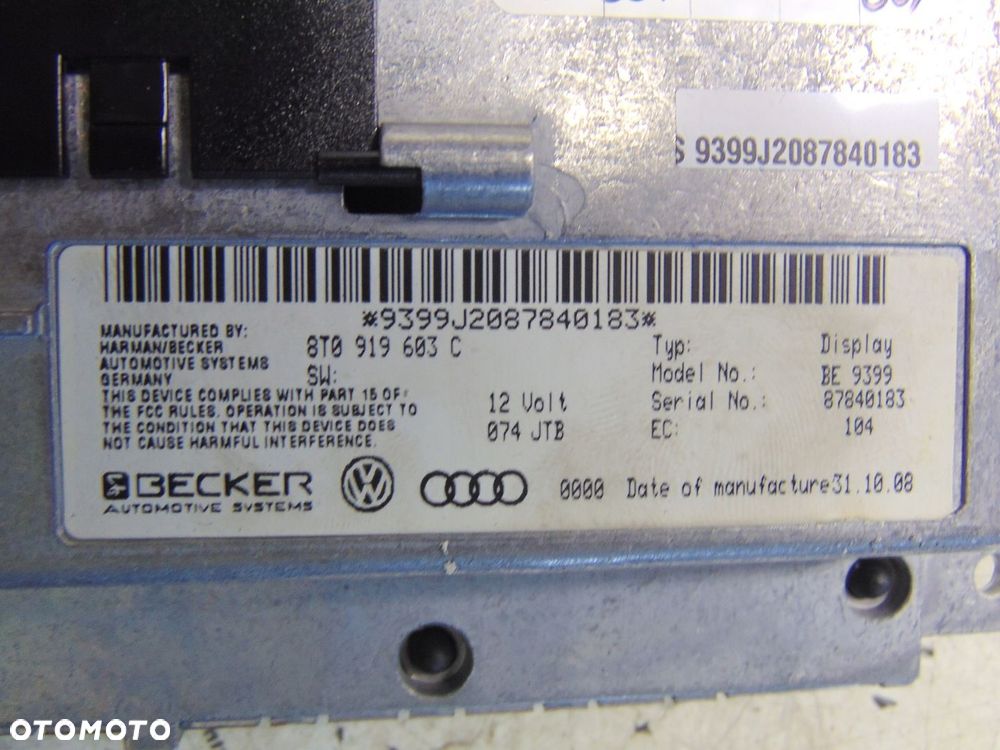 S 9399J2087840183
*9399J2087840183*
MANUFACTURED BY:
HARMAN/BECKER
AUTOMOTIVE SYSTEMS
GERMANY
8T0 919 603 C
SW:
Typ: Display
Model No.: BE 9399
THIS DEVICE COMPLIES WITH PART 15 OF
THE FCC RULES. OPERATION IS SUBJECT TO
THE CONDITION THAT THIS DEVICE DOES
NOT CAUSE HARMFUL INTERFERENCE.
12 Volt
074 JTB
Serial No.: 87840183
EC: 104
BECKER
AUTOMOTIVE SYSTEMS
0000 Date of manufacture 31.10.08
OTOMOTO